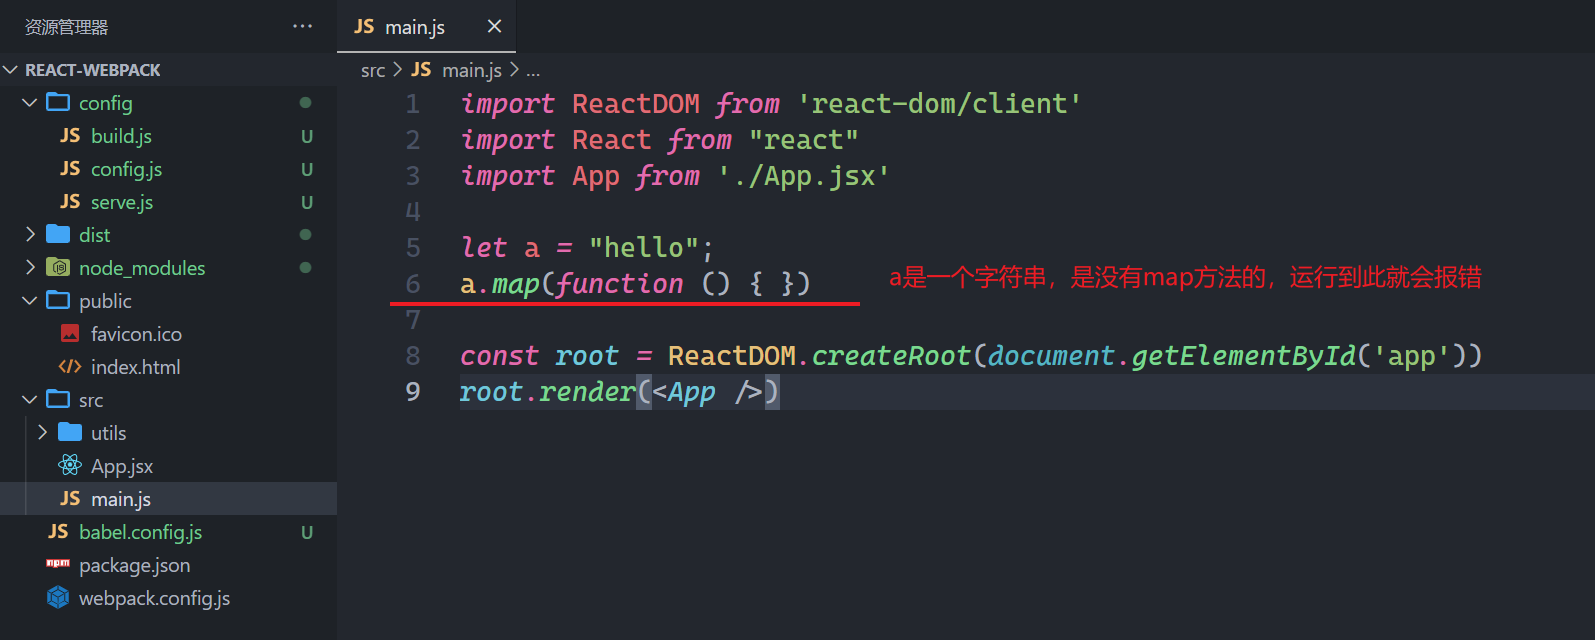 资源管理器 ···
REACT-WEBPACK
config
JS build.js U
JS config.js U
JS serve.js U
dist
node_modules
public
favicon.ico
index.html
src
utils
App.jsx
JS main.js
JS babel.config.js U
npm package.json
webpack.config.js
JS main.js
src > JS main.js > ...
1 import ReactDOM from 'react-dom/client'
2 import React from "react"
3 import App from './App.jsx'
4
5 let a = "hello";
6 a.map(function () { }) a是一个字符串，是没有map方法的，运行到此就会报错
7
8 const root = ReactDOM.createRoot(document.getElementById('app'))
9 root.render(<App />)